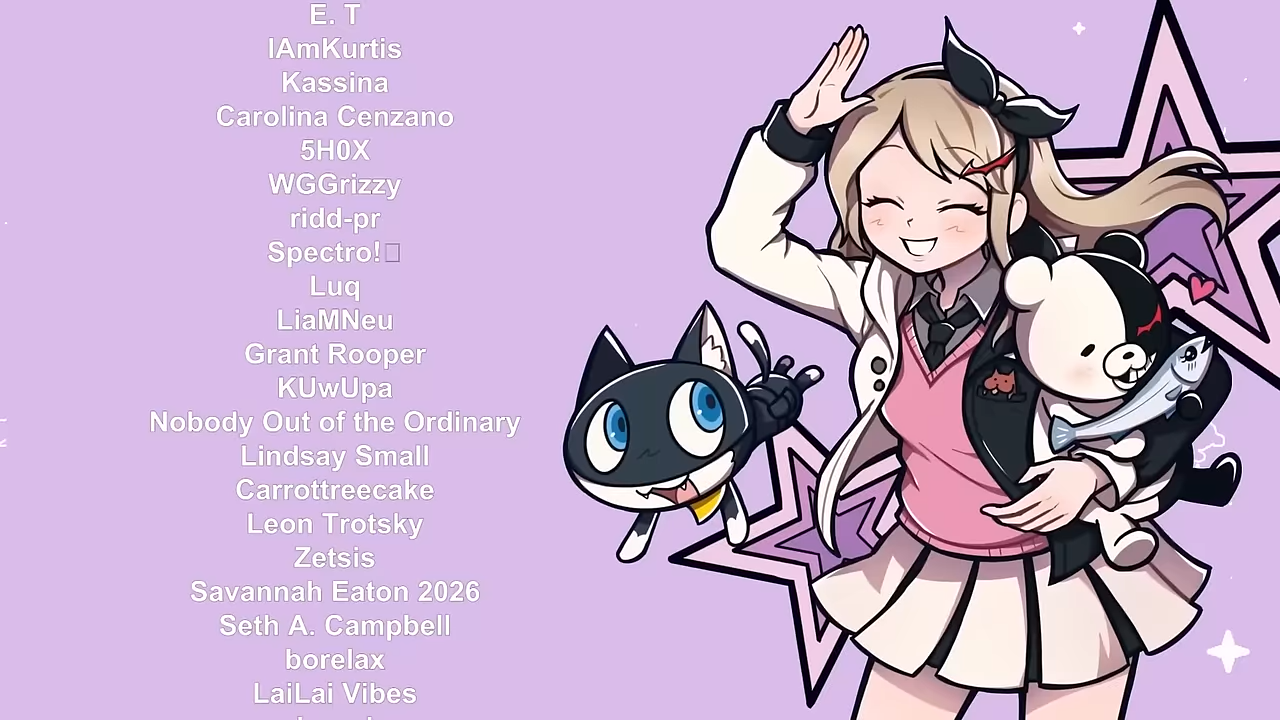 E. T
IAmKurtis
Kassina
Carolina Cenzano
5H0X
WGGrizzy
ridd-pr
Spectro!
Luq
LiaMNeu
Grant Rooper
KUwUpa
Nobody Out of the Ordinary
Lindsay Small
Carrottreecake
Leon Trotsky
Zetsis
Savannah Eaton 2026
Seth A. Campbell
borelax
LaiLai Vibes